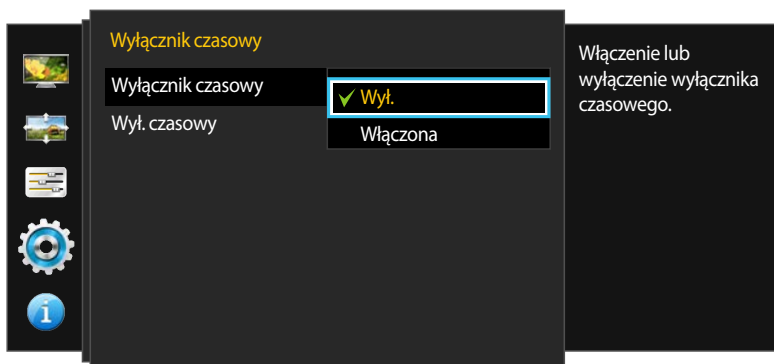 Wyłącznik czasowy
Wyłącznik czasowy
Wył.
Wył. czasowy
Włączona
Włączenie lub
wyłączenie wyłącznika
czasowego.